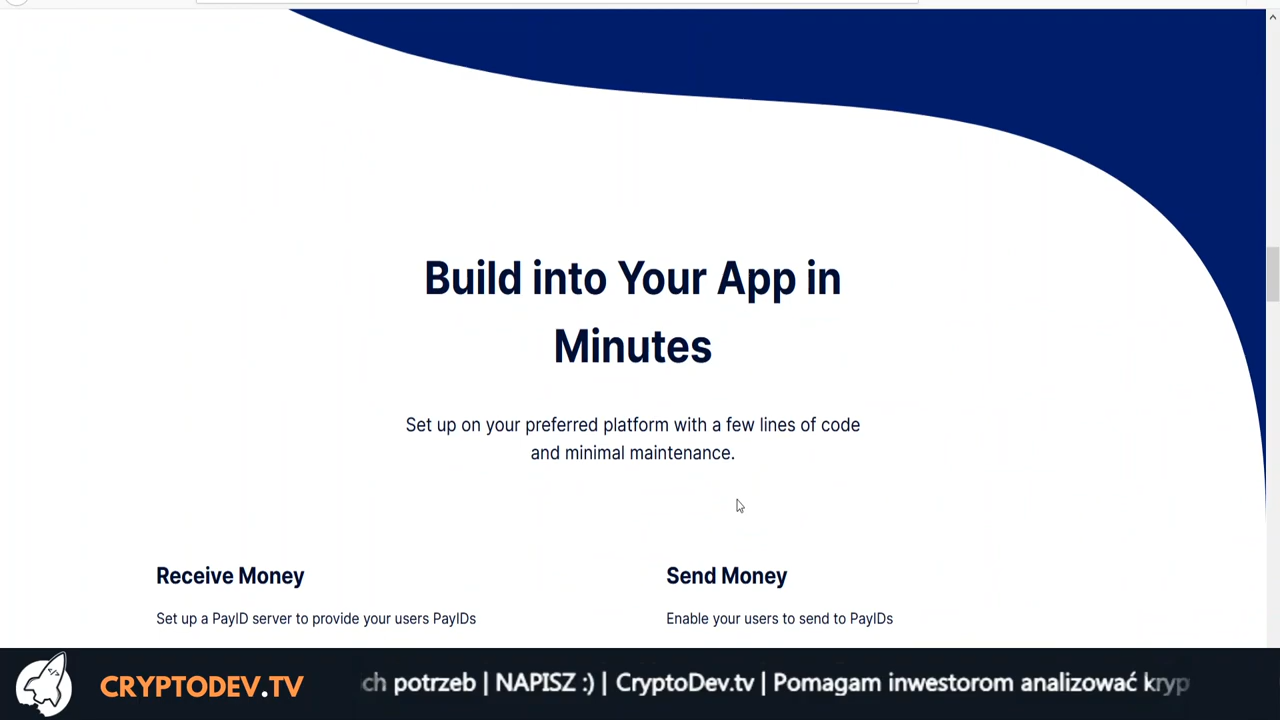 Build into Your App in
Minutes
Set up on your preferred platform with a few lines of code
and minimal maintenance.
Receive Money
Send Money
Set up a PayID server to provide your users PayIDs
Enable your users to send to PayIDs
CRYPTODEV.TV
ch potrzeb | NAPISZ :) | CryptoDev.tv | Pomagam inwestorom analizować kryp